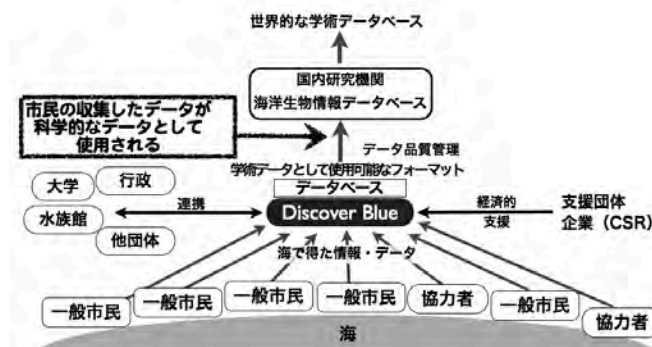 世界的な学術データベース
国内研究機関
海洋生物情報データベース
市民の収集したデータが
科学的なデータとして
使用される
データ品質管理
学術データとして使用可能なフォーマット
データベース
大学
行政
水族館
他団体
連携
Discover Blue
経済的
支援
支援団体
企業（CSR）
海で得た情報・データ
一般市民
一般市民
一般市民
一般市民
協力者
一般市民
協力者
海